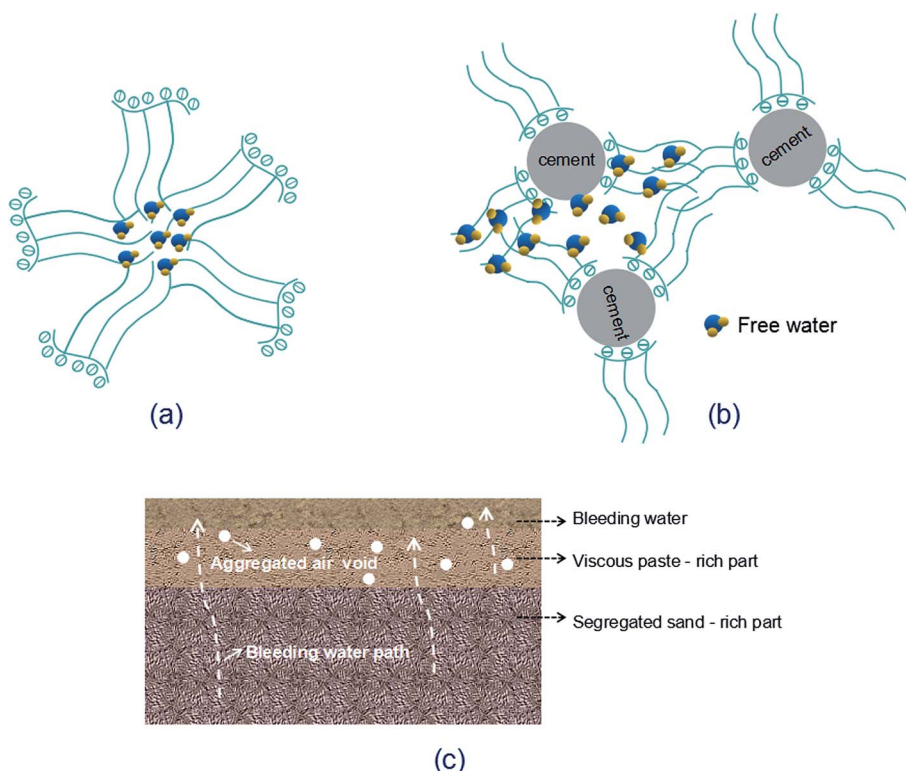 cement
cement
cement
Free water
(a)
(b)
Bleeding water
Aggregated air void
Viscous paste - rich part
Segregated sand - rich part
Bleeding water path
(c)